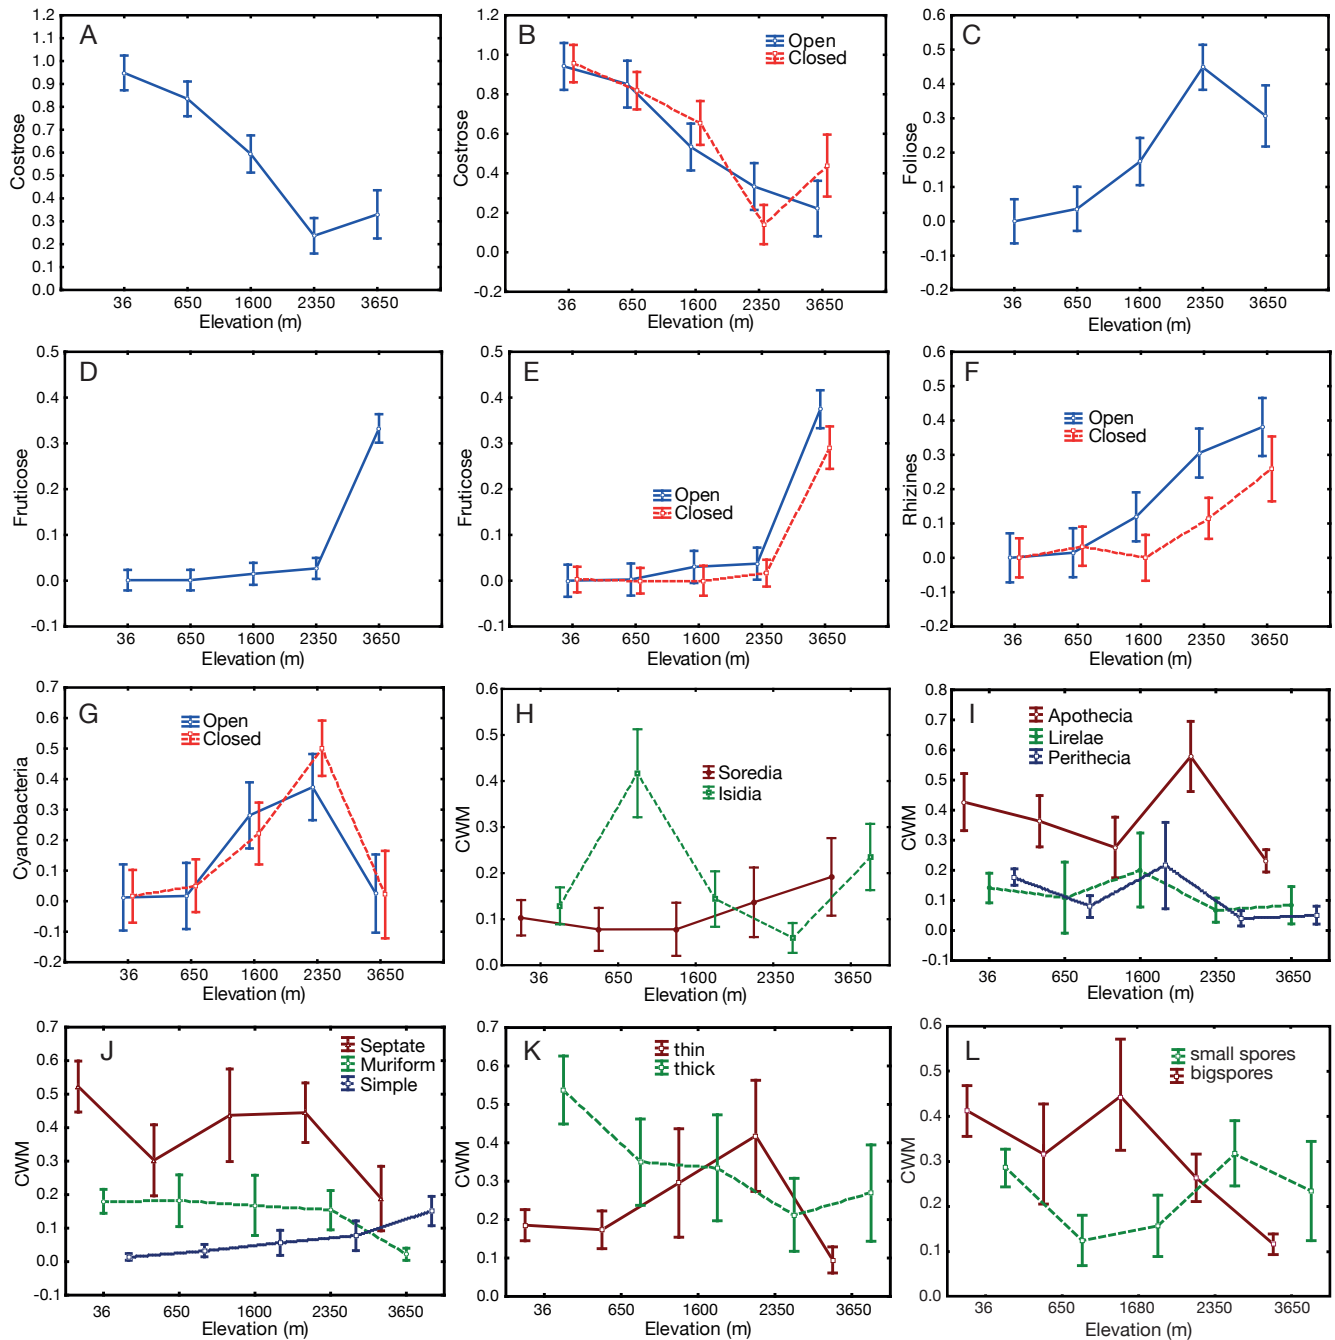 A
1.2
1.1
1.0
0.9
0.8
0.7
0.6
0.5
0.4
0.3
0.2
0.1
0.0
Costrose
36 650 1600 2350 3650
Elevation (m)
B
Open
Closed
1.2
1.0
0.8
0.6
0.4
0.2
0.0
-0.2
Costrose
36 650 1600 2350 3650
Elevation (m)
C
0.6
0.5
0.4
0.3
0.2
0.1
0.0
-0.1
-0.2
Foliose
36 650 1600 2350 3650
Elevation (m)
D
0.5
0.4
0.3
0.2
0.1
0.0
-0.1
Fruticose
36 650 1600 2350 3650
Elevation (m)
E
Open
Closed
0.5
0.4
0.3
0.2
0.1
0.0
-0.1
Fruticose
36 650 1600 2350 3650
Elevation (m)
F
Open
Closed
0.6
0.5
0.4
0.3
0.2
0.1
0.0
-0.1
-0.2
Rhizines
36 650 1600 2350 3650
Elevation (m)
G
Open
Closed
0.7
0.6
0.5
0.4
0.3
0.2
0.1
0.0
-0.1
-0.2
Cyanobacteria
36 650 1600 2350 3650
Elevation (m)
H
Soredia
Isidia
0.6
0.3
0.2
0.1
0.0
CWM
36 650 1600 2350 3650
Elevation (m)
I
Apothecia
Lirelae
Perithecia
0.8
0.7
0.6
0.5
0.4
0.3
0.2
0.1
0.0
-0.1
CWM
36 650 1600 2350 3650
Elevation (m)
J
Septate
Muriform
Simple
0.7
0.6
0.5
0.4
0.3
0.2
0.1
0.0
-0.1
CWM
36 650 1600 2350 3650
Elevation (m)
K
thin
thick
0.7
0.6
0.5
0.4
0.3
0.2
0.1
0.0
CWM
36 650 1600 2350 3650
Elevation (m)
L
small spores
bigspores
0.6
0.5
0.4
0.3
0.2
0.1
0.0
CWM
36 650 1680 2350 3650
Elevation (m)